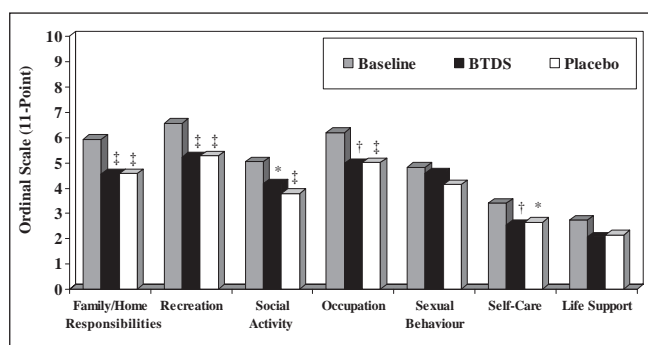 Ordinal Scale (11-Point)
10
9
8
7
6
5
4
3
2
1
0
Baseline BTDS Placebo
‡ ‡
‡ ‡
* ‡
† ‡
† *
Family/Home Responsibilities
Recreation
Social Activity
Occupation
Sexual Behaviour
Self-Care
Life Support